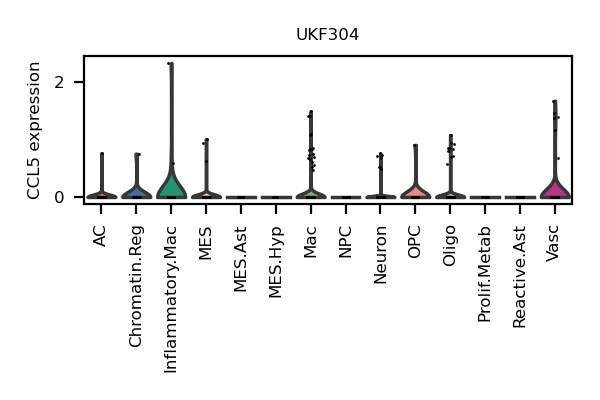 UKF304
CCL5 expression
2
0
AC
Chromatin.Reg
Inflammatory.Mac
MES
MES.Ast
MES.Hyp
Mac
NPC
Neuron
OPC
Oligo
Prolif.Metab
Reactive.Ast
Vasc